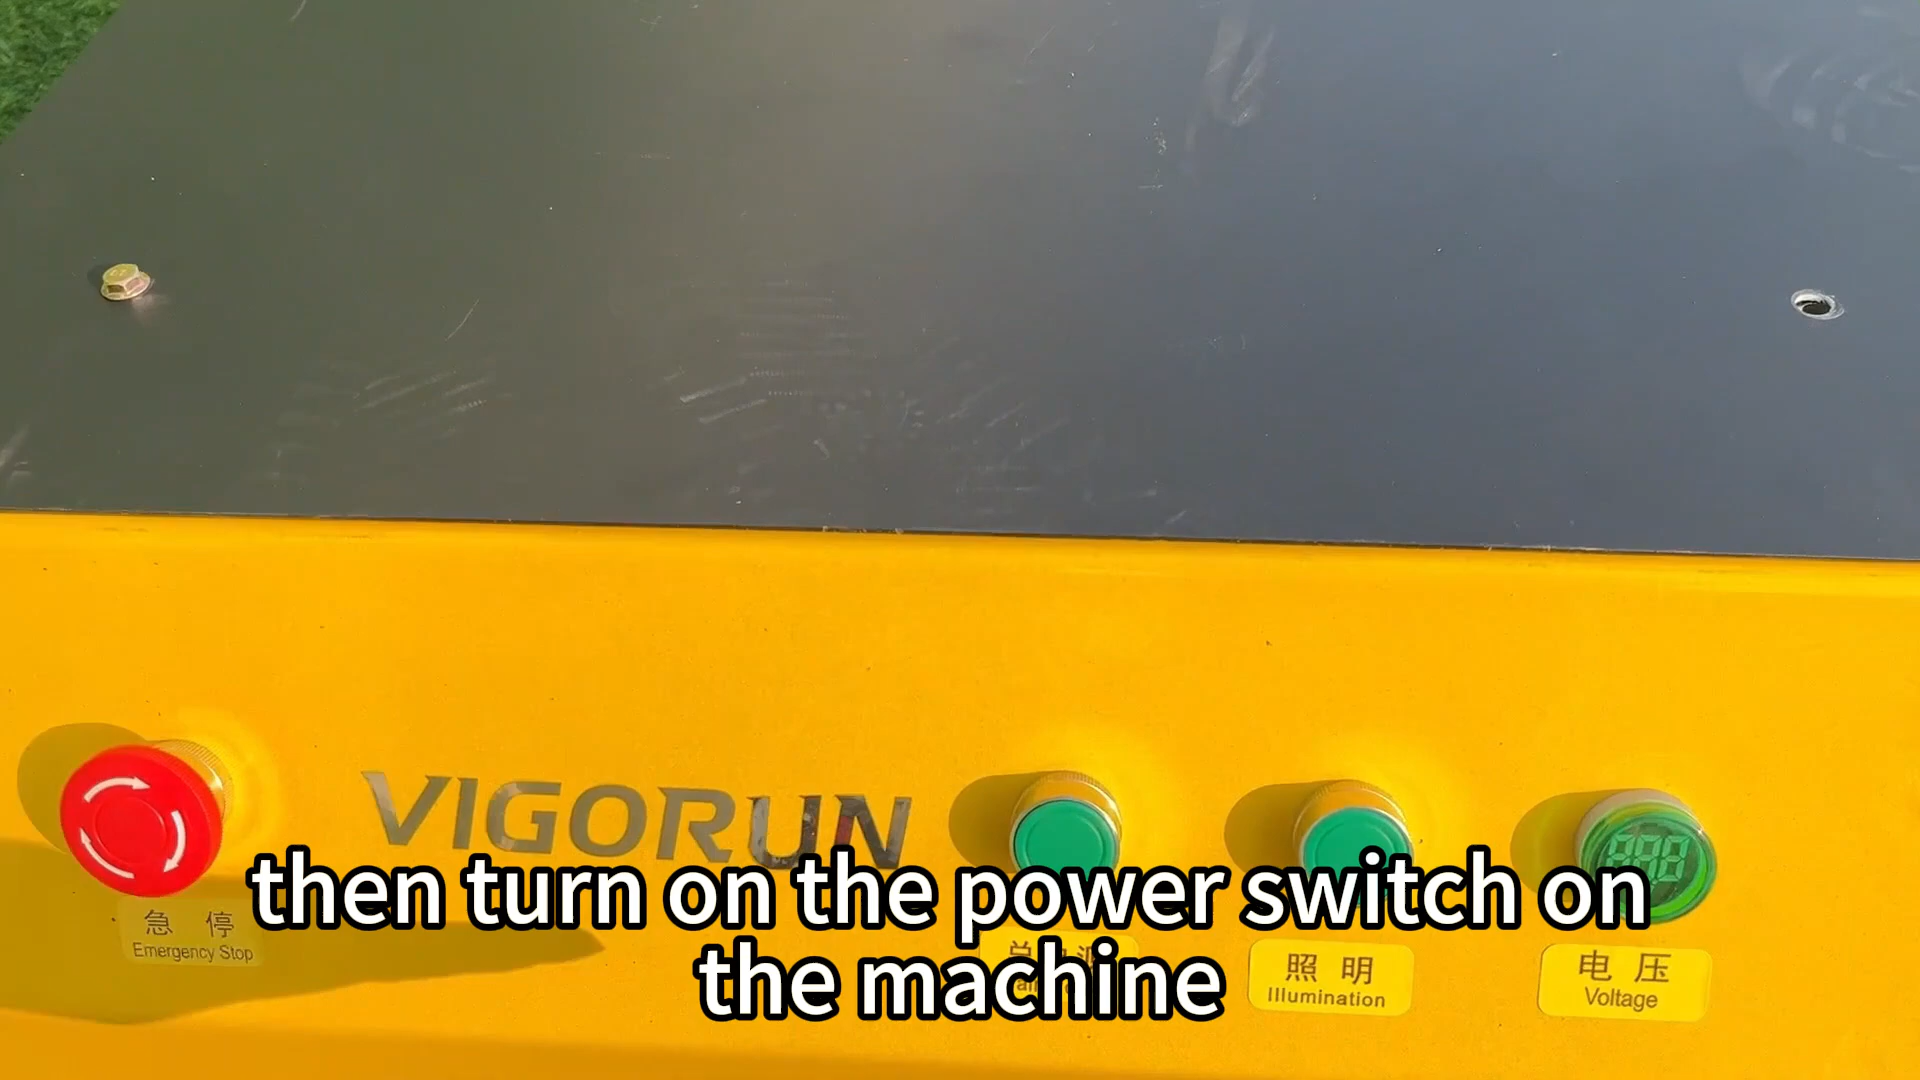 VIGORUN
then turn on the power switch on
the machine
急 停
Emergency Stop
照 明
Illumination
电 压
Voltage